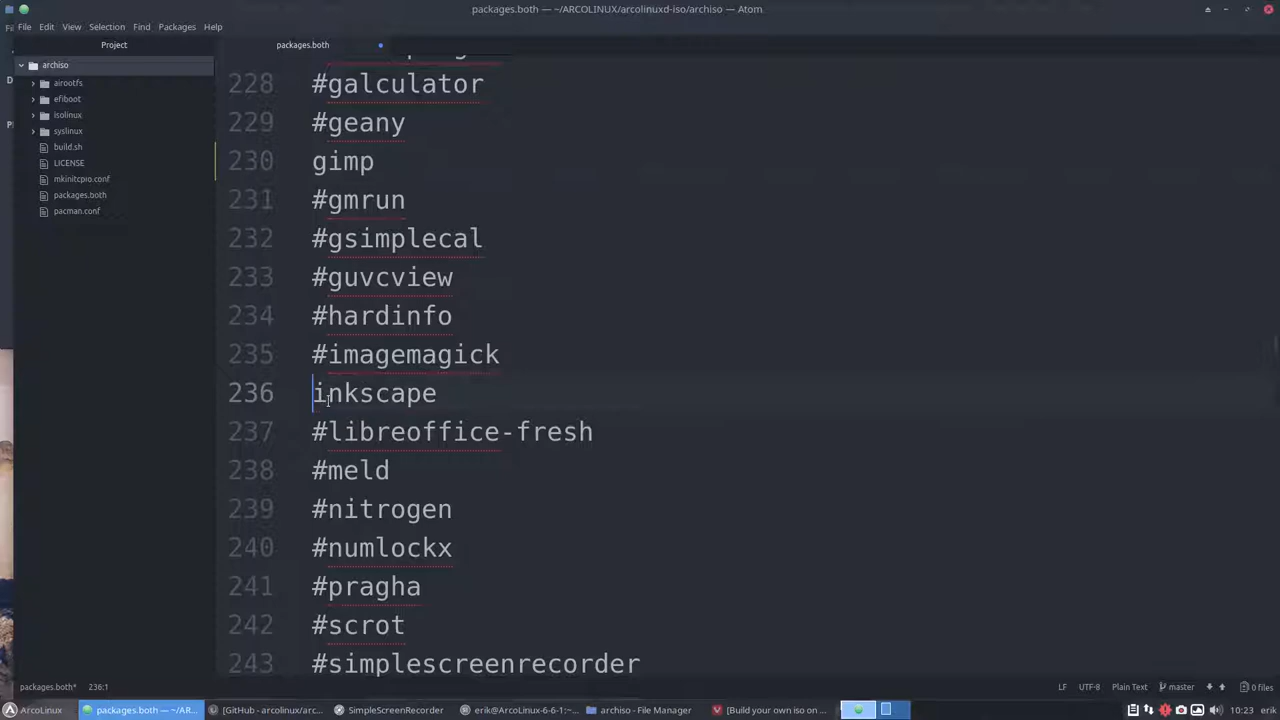 packages.both — ~/ARCOLINUX/arcolinuxd-iso/archiso — Atom
File Edit View Selection Find Packages Help
Project
packages.both
archiso
airootfs
efiboot
isolinux
syslinux
build.sh
LICENSE
mkinitcpio.conf
packages.both
pacman.conf
228 #galculator
229 #geany
230 gimp
231 #gmrun
232 #gsimplecal
233 #guvcview
234 #hardinfo
235 #imagemagick
236 inkscape
237 #libreoffice-fresh
238 #meld
239 #nitrogen
240 #numlockx
241 #pragha
242 #scrot
243 #simplescreenrecorder
packages.both* 236:1 LF UTF-8 Plain Text master 0 files
ArcoLinux packages.both — ~/AR... [GitHub - arcolinux/arc... SimpleScreenRecorder erik@ArcoLinux-6-6-1:~... archiso - File Manager [Build your own iso on ... 10:23 erik